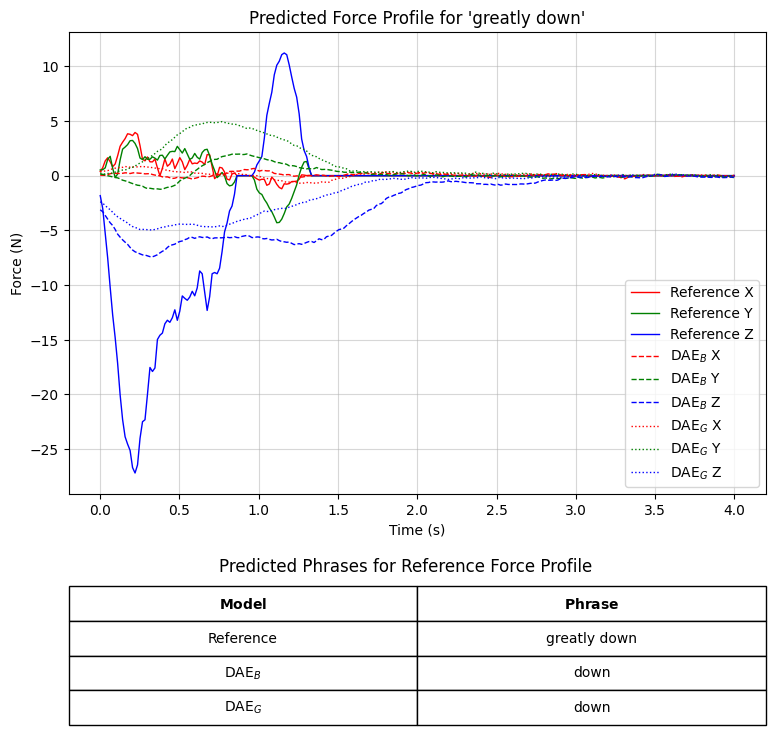 Predicted Force Profile for 'greatly down'
10
5
0
−5
−10
−15
−20
−25
Force (N)
0.0 0.5 1.0 1.5 2.0 2.5 3.0 3.5 4.0
Time (s)
Reference X
Reference Y
Reference Z
DAE_B X
DAE_B Y
DAE_B Z
DAE_G X
DAE_G Y
DAE_G Z
Predicted Phrases for Reference Force Profile
Model Phrase
Reference greatly down
DAE_B down
DAE_G down